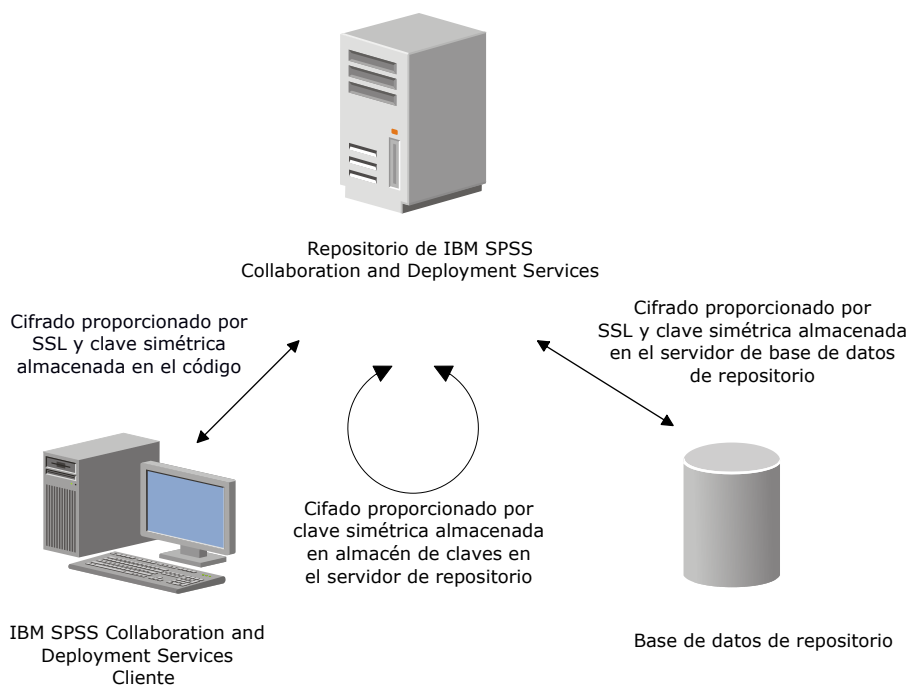 Repositorio de IBM SPSS
Collaboration and Deployment Services
Cifrado proporcionado por
SSL y clave simétrica
almacenada en el código
Cifrado proporcionado por
SSL y clave simétrica almacenada
en el servidor de base de datos
de repositorio
Cifado proporcionado por
clave simétrica almacenada
en almacén de claves en
el servidor de repositorio
IBM SPSS Collaboration and
Deployment Services
Cliente
Base de datos de repositorio